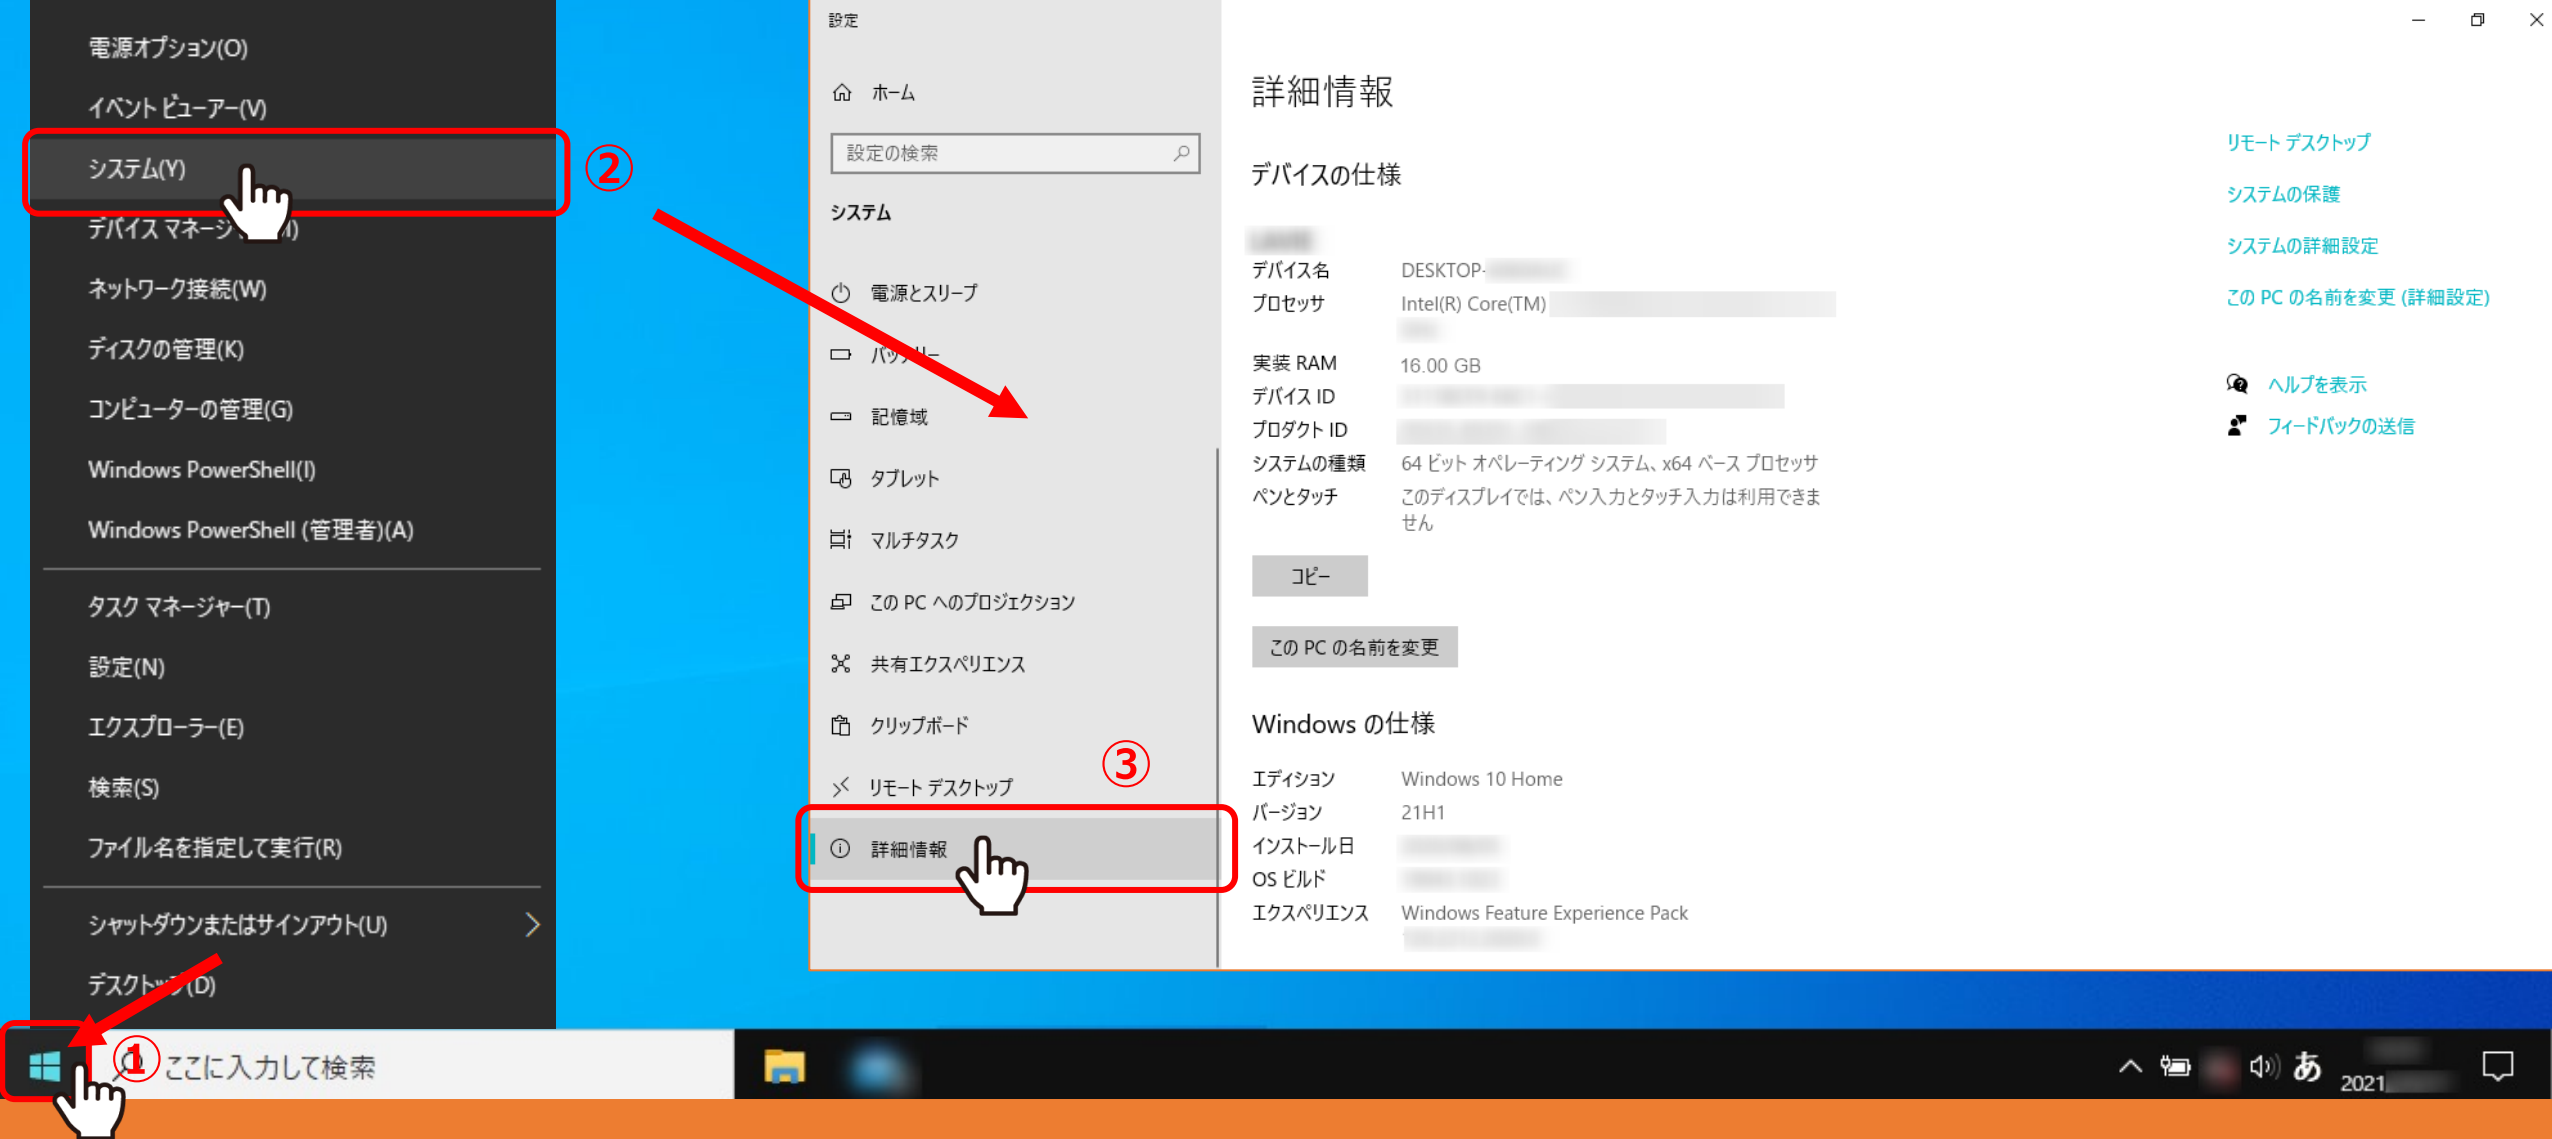 電源オプション(O)
イベント ビューアー(V)
システム(Y)
②
デバイス マネージ
ネットワーク接続(W)
ディスクの管理(K)
コンピューターの管理(G)
Windows PowerShell(I)
Windows PowerShell (管理者)(A)
タスク マネージャー(T)
設定(N)
エクスプローラー(E)
検索(S)
ファイル名を指定して実行(R)
シャットダウンまたはサインアウト(U)
デスクトップ(D)
①
ここに入力して検索
設定
ホーム
設定の検索
システム
電源とスリープ
バッテリー
記憶域
タブレット
マルチタスク
この PC へのプロジェクション
共有エクスペリエンス
クリップボード
③
リモート デスクトップ
詳細情報
詳細情報
デバイスの仕様
デバイス名 DESKTOP-
プロセッサ Intel(R) Core(TM)
実装 RAM 16.00 GB
デバイス ID
プロダクト ID
システムの種類 64 ビット オペレーティング システム、x64 ベース プロセッサ
ペンとタッチ このディスプレイでは、ペン入力とタッチ入力は利用できま
せん
コピー
この PC の名前を変更
Windows の仕様
エディション Windows 10 Home
バージョン 21H1
インストール日
OS ビルド
エクスペリエンス Windows Feature Experience Pack
リモート デスクトップ
システムの保護
システムの詳細設定
この PC の名前を変更 (詳細設定)
ヘルプを表示
フィードバックの送信
あ
2021